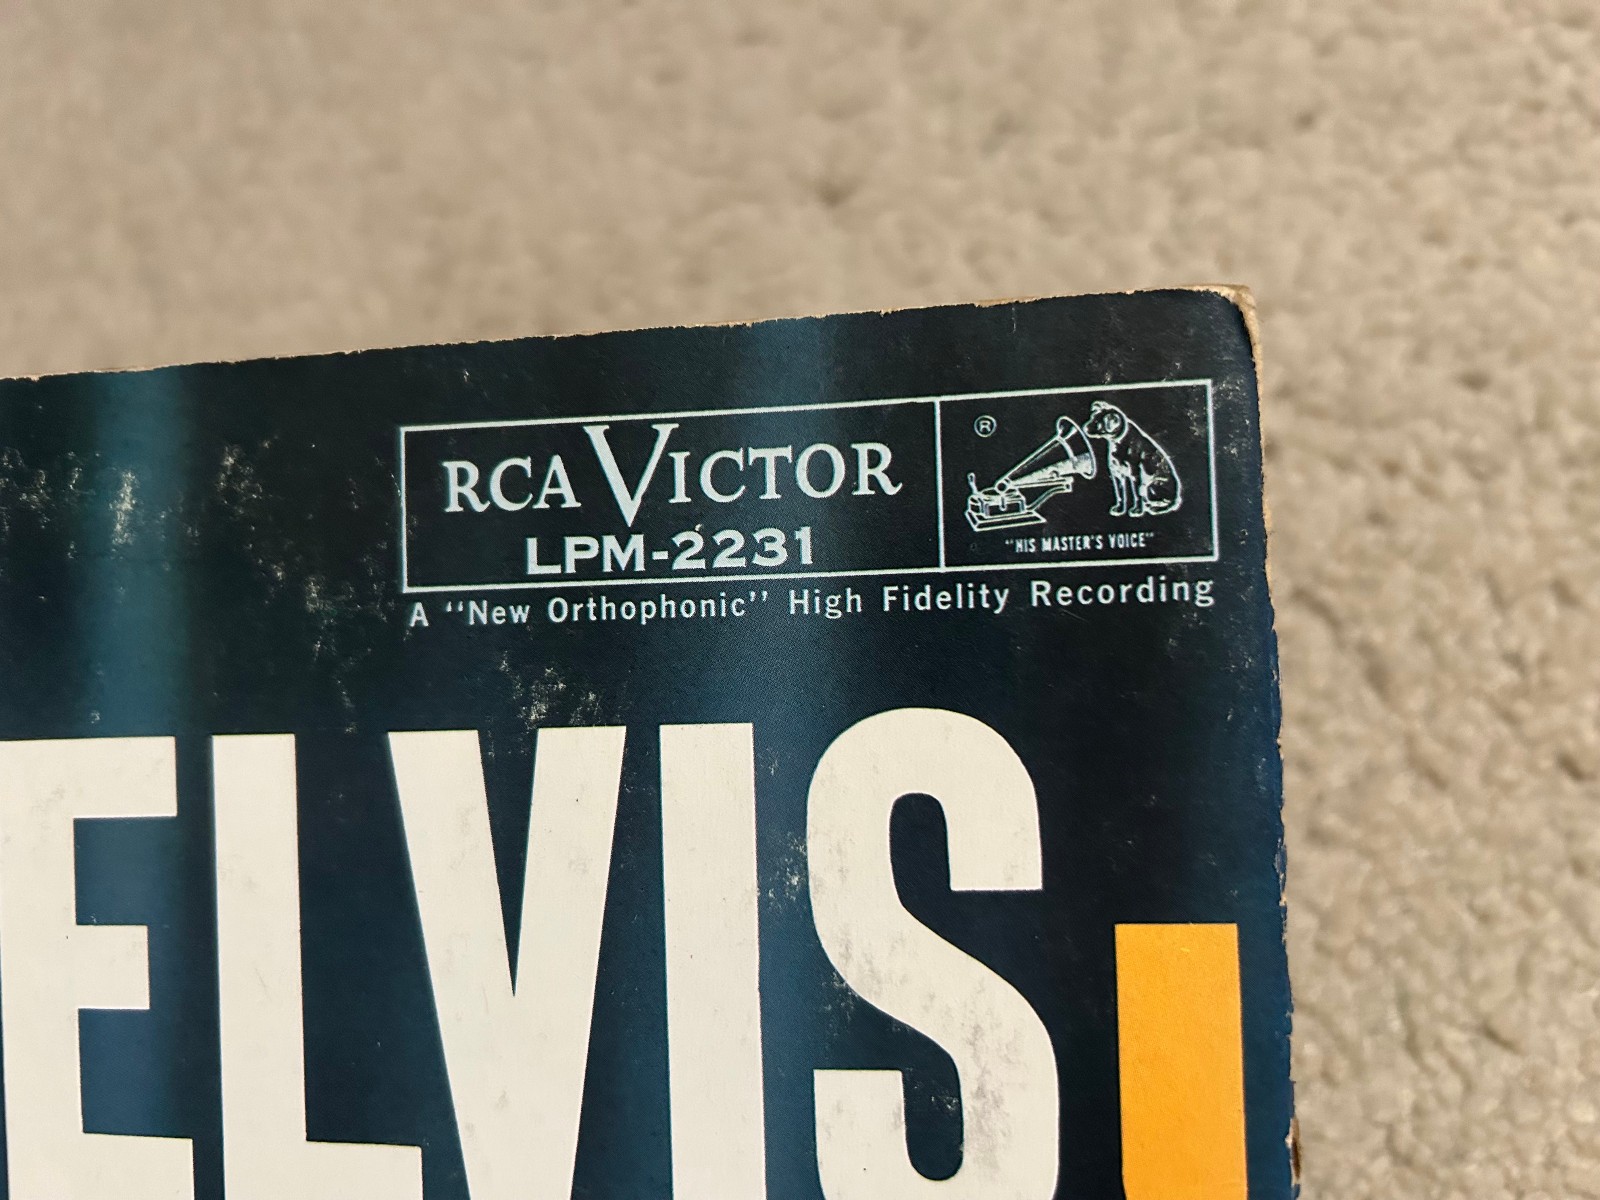 RCA VICTOR
LPM-2231
®
"HIS MASTER'S VOICE"
A "New Orthophonic" High Fidelity Recording
ELVIS